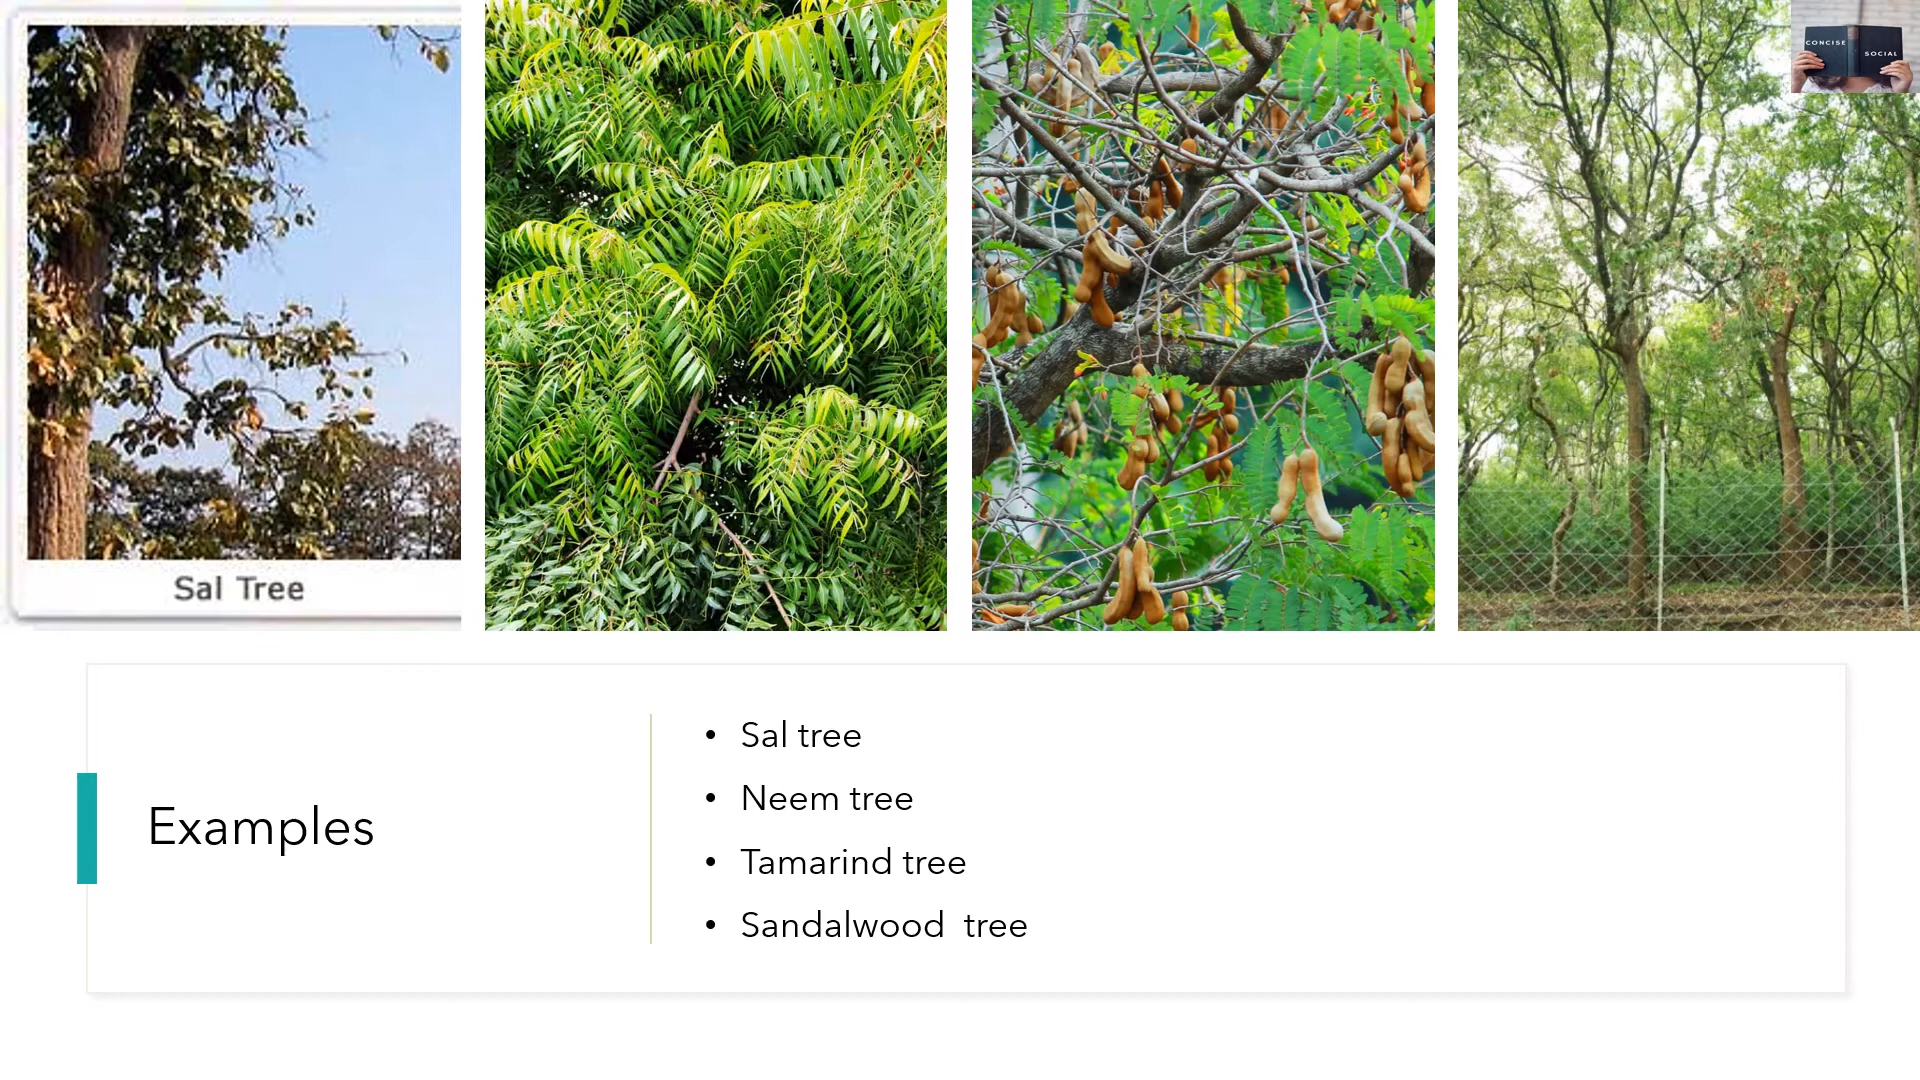 CONCISE
SOCIAL
Sal Tree
Examples
• Sal tree
• Neem tree
• Tamarind tree
• Sandalwood  tree